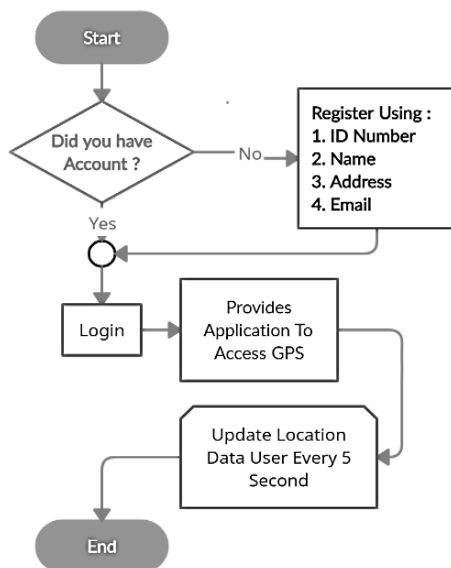 Start
Did you have
Account ?
No
Register Using :
1. ID Number
2. Name
3. Address
4. Email
Yes
Login
Provides
Application To
Access GPS
Update Location
Data User Every 5
Second
End